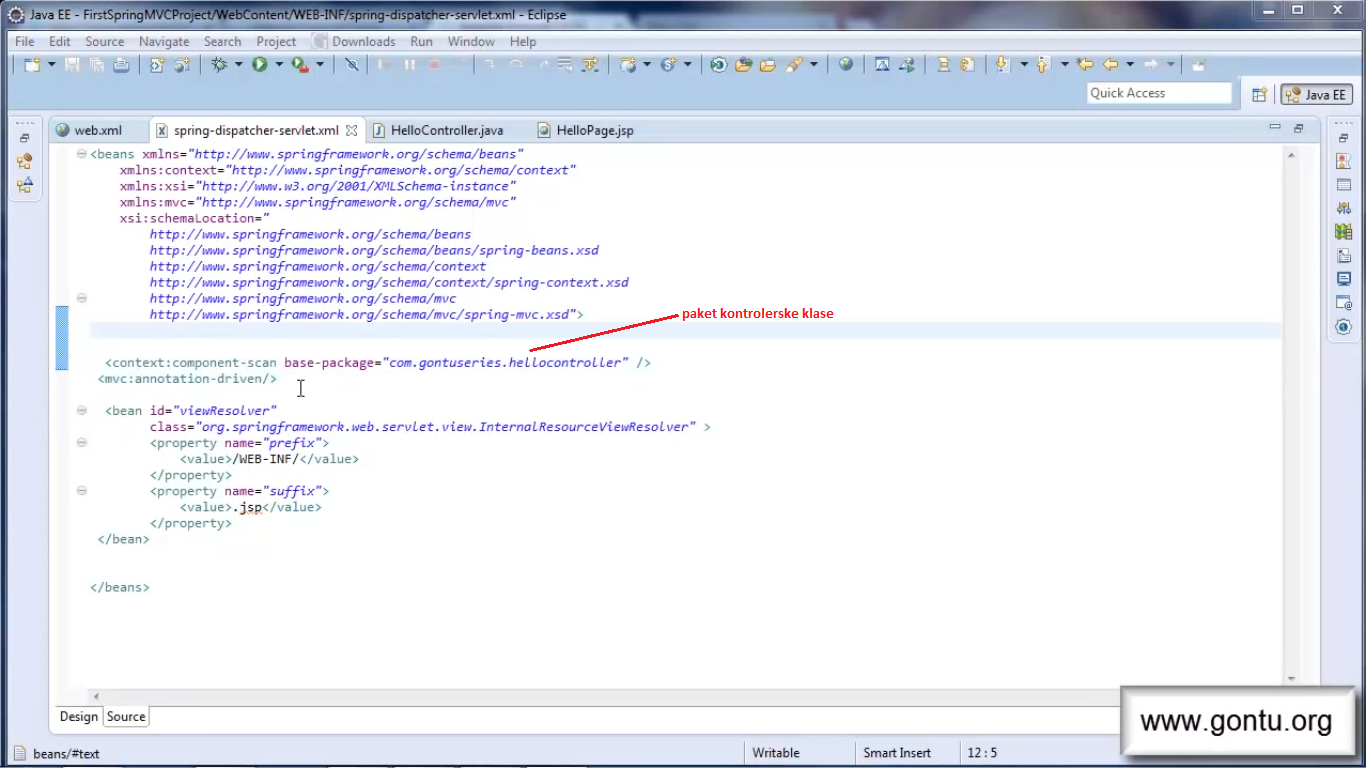 Java EE - FirstSpringMVCProject/WebContent/WEB-INF/spring-dispatcher-servlet.xml - Eclipse
File Edit Source Navigate Search Project Downloads Run Window Help
Quick Access
Java EE
web.xml spring-dispatcher-servlet.xml HelloController.java HelloPage.jsp
<beans xmlns="http://www.springframework.org/schema/beans"
xmlns:context="http://www.springframework.org/schema/context"
xmlns:xsi="http://www.w3.org/2001/XMLSchema-instance"
xmlns:mvc="http://www.springframework.org/schema/mvc"
xsi:schemaLocation="
http://www.springframework.org/schema/beans
http://www.springframework.org/schema/beans/spring-beans.xsd
http://www.springframework.org/schema/context
http://www.springframework.org/schema/context/spring-context.xsd
http://www.springframework.org/schema/mvc
http://www.springframework.org/schema/mvc/spring-mvc.xsd">
paket kontrolerske klase
<context:component-scan base-package="com.gontuseries.hellocontroller" />
<mvc:annotation-driven/>
<bean id="viewResolver"
class="org.springframework.web.servlet.view.InternalResourceViewResolver" >
<property name="prefix">
<value>/WEB-INF/</value>
</property>
<property name="suffix">
<value>.jsp</value>
</property>
</bean>
</beans>
Design Source
www.gontu.org
beans/#text
Writable
Smart Insert
12 : 5